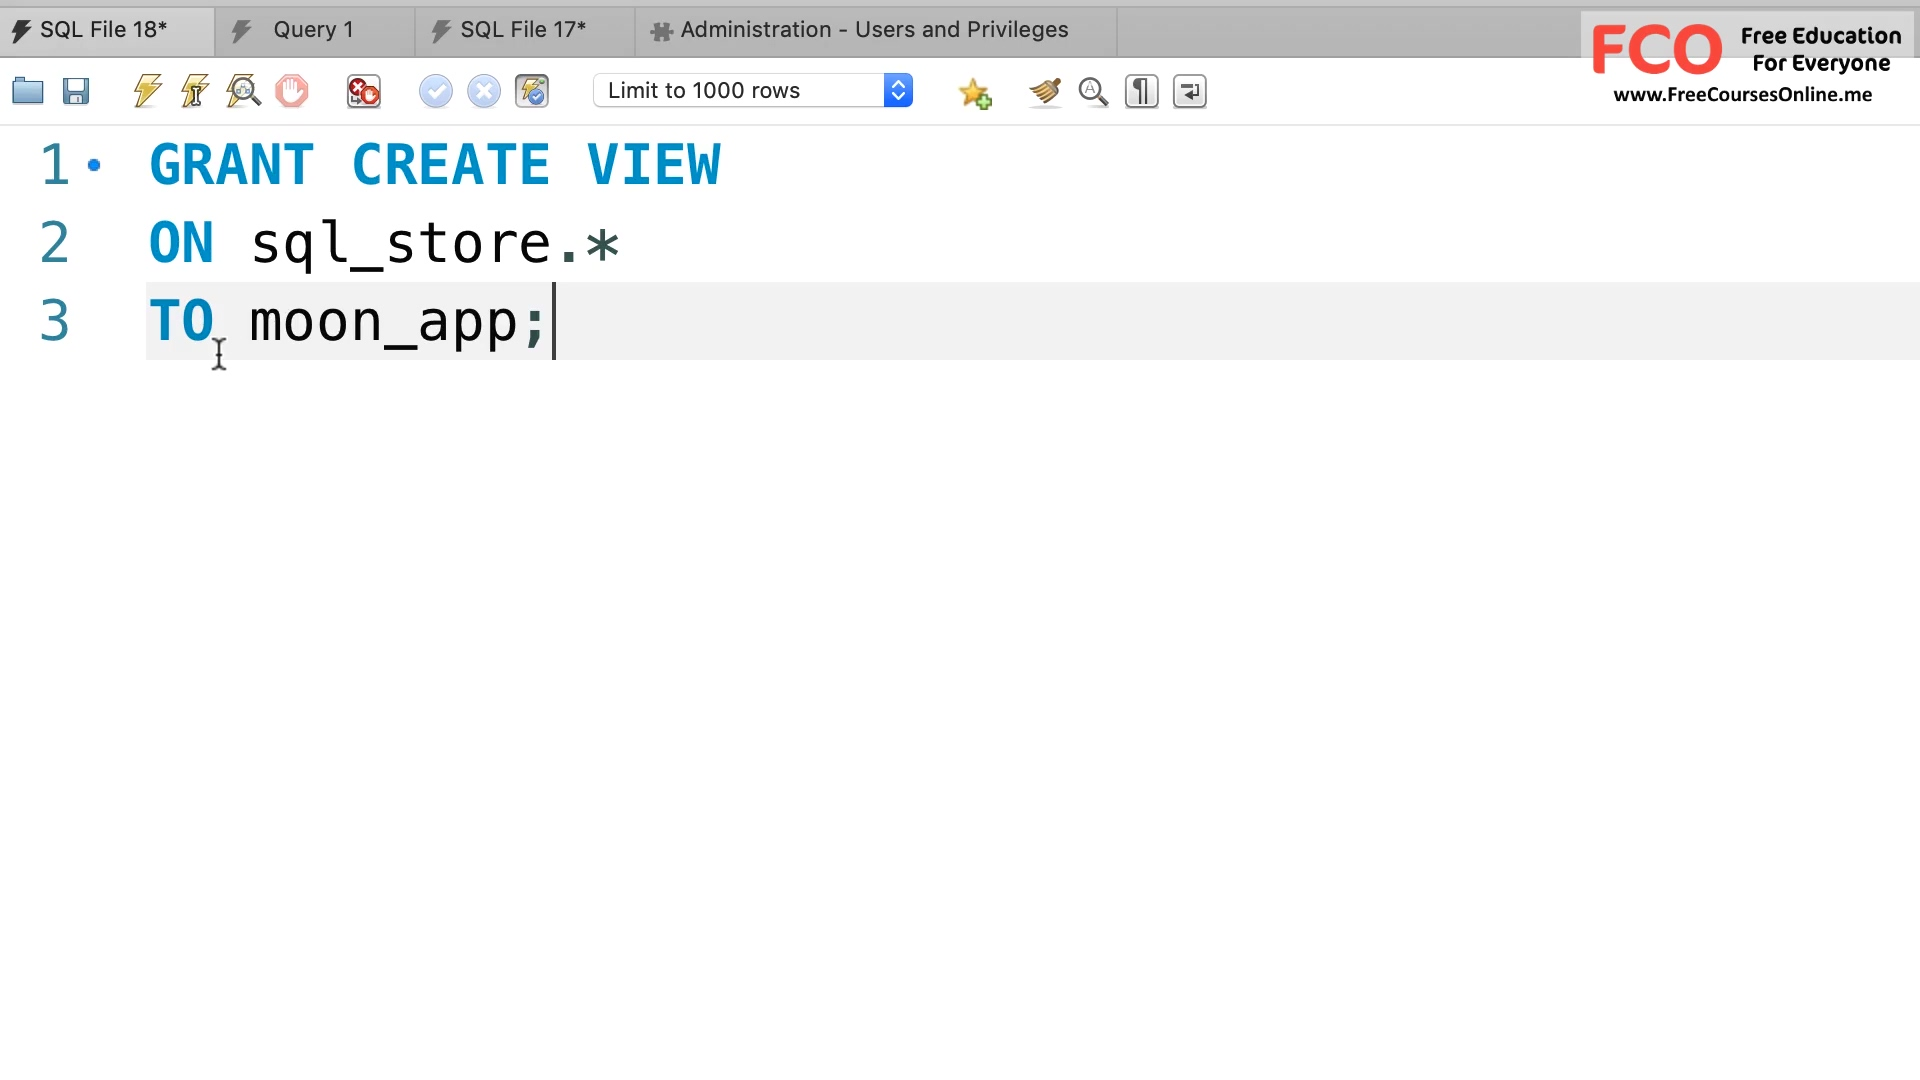 SQL File 18*
Query 1
SQL File 17*
Administration - Users and Privileges
FCO
Free Education
For Everyone
www.FreeCoursesOnline.me
Limit to 1000 rows
1 GRANT CREATE VIEW
2 ON sql_store.*
3 TO moon_app;